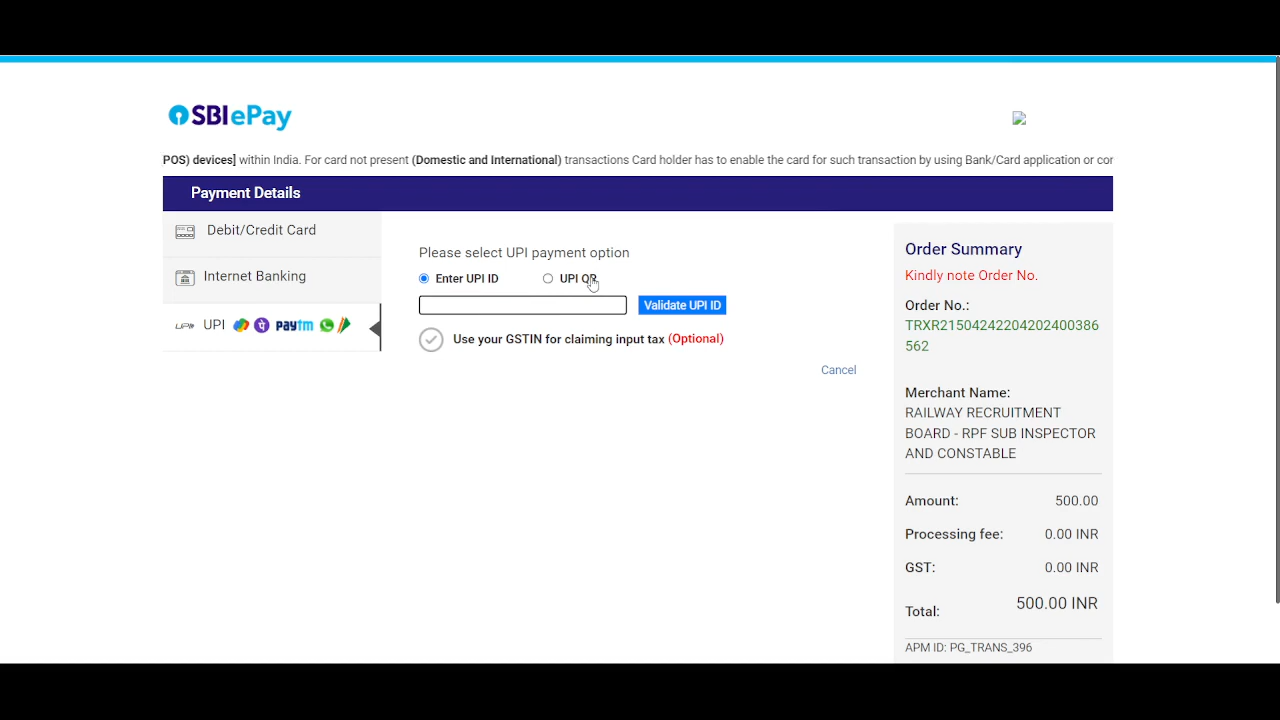 SBI ePay
POS) devices] within India. For card not present (Domestic and International) transactions Card holder has to enable the card for such transaction by using Bank/Card application or cor
Payment Details
Debit/Credit Card
Internet Banking
UPI UPI Paytm
Please select UPI payment option
Enter UPI ID UPI QR
Validate UPI ID
Use your GSTIN for claiming input tax (Optional)
Cancel
Order Summary
Kindly note Order No.
Order No.:
TRXR21504242204202400386
562
Merchant Name:
RAILWAY RECRUITMENT
BOARD - RPF SUB INSPECTOR
AND CONSTABLE
Amount: 500.00
Processing fee: 0.00 INR
GST: 0.00 INR
Total: 500.00 INR
APM ID: PG_TRANS_396